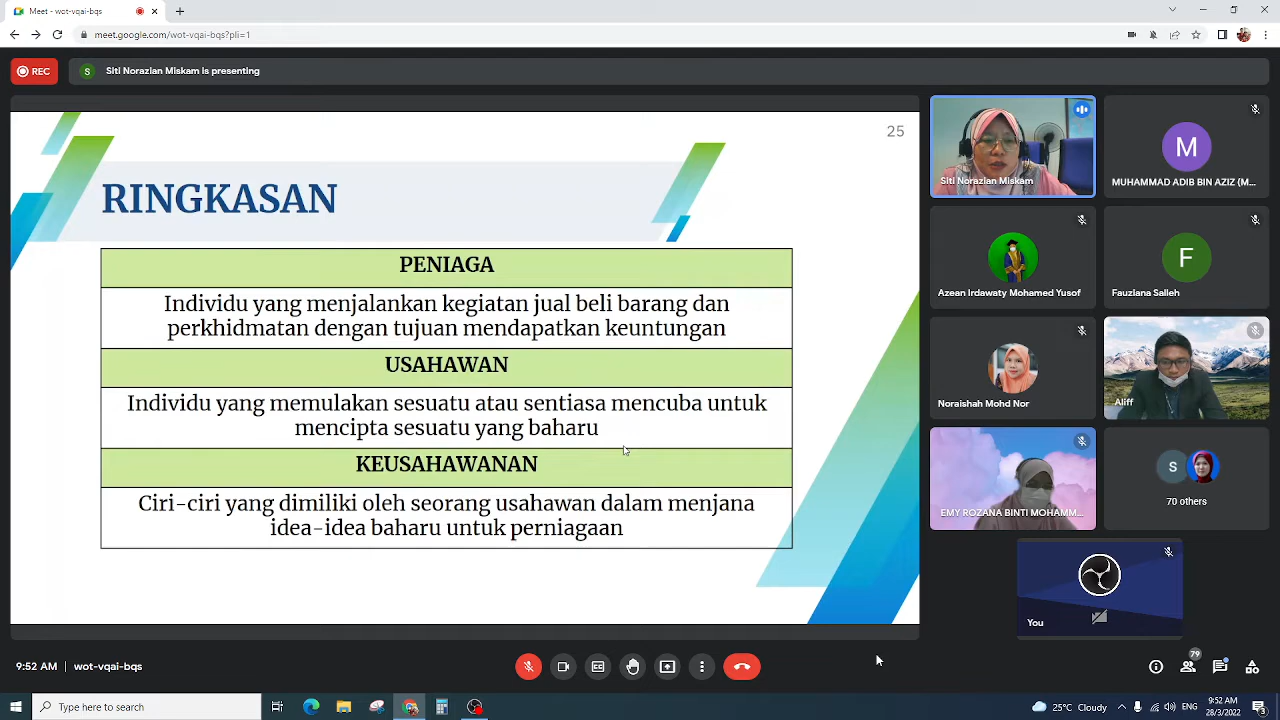 Meet - wot-vqai-bqs
meet.google.com/wot-vqai-bqs?pli=1
REC
S
Siti Norazlan Miskam is presenting
25
RINGKASAN
PENIAGA
Individu yang menjalankan kegiatan jual beli barang dan
perkhidmatan dengan tujuan mendapatkan keuntungan
USAHAWAN
Individu yang memulakan sesuatu atau sentiasa mencuba untuk
mencipta sesuatu yang baharu
KEUSAHAWANAN
Ciri-ciri yang dimiliki oleh seorang usahawan dalam menjana
idea-idea baharu untuk perniagaan
Siti Norazlan Miskam
M
MUHAMMAD ADIB BIN AZIZ (M...
Azean Irdawaty Mohamed Yusof
F
Fauziana Salleh
Noraishah Mohd Nor
Aliff
EMY ROZANA BINTI MOHAMM...
S
70 others
You
9:52 AM | wot-vqai-bqs
79
Type here to search
25°C Cloudy
9:52 AM
28/3/2022
3